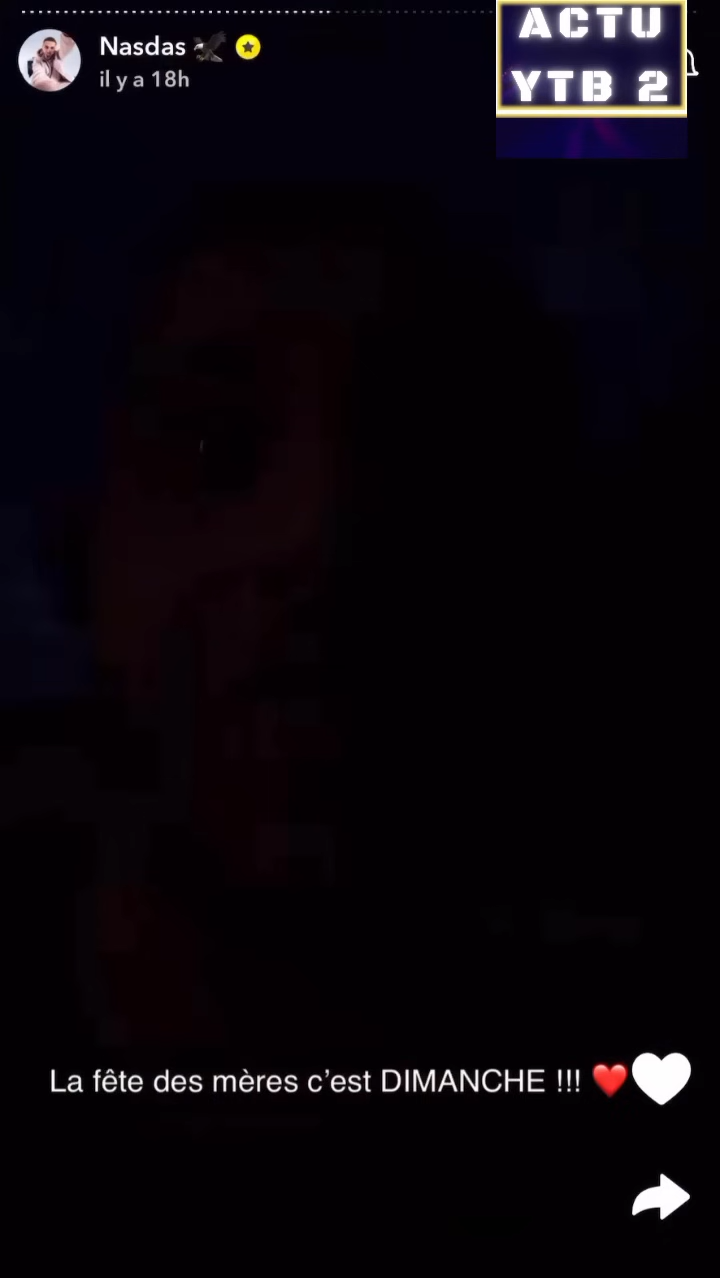 Nasdas
il y a 18h
ACTU
YTB 2
La fête des mères c’est DIMANCHE !!! ❤️